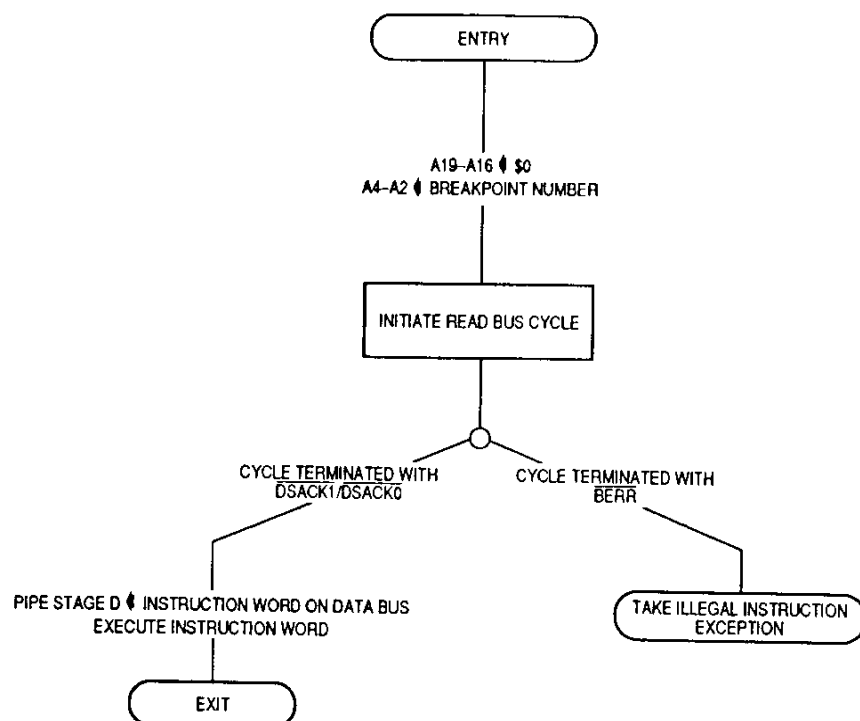 ENTRY
A19–A16 ⬅ $0
A4–A2 ⬅ BREAKPOINT NUMBER
INITIATE READ BUS CYCLE
CYCLE TERMINATED WITH
DSACK1/DSACK0
CYCLE TERMINATED WITH
BERR
PIPE STAGE D ⬅ INSTRUCTION WORD ON DATA BUS
EXECUTE INSTRUCTION WORD
TAKE ILLEGAL INSTRUCTION
EXCEPTION
EXIT